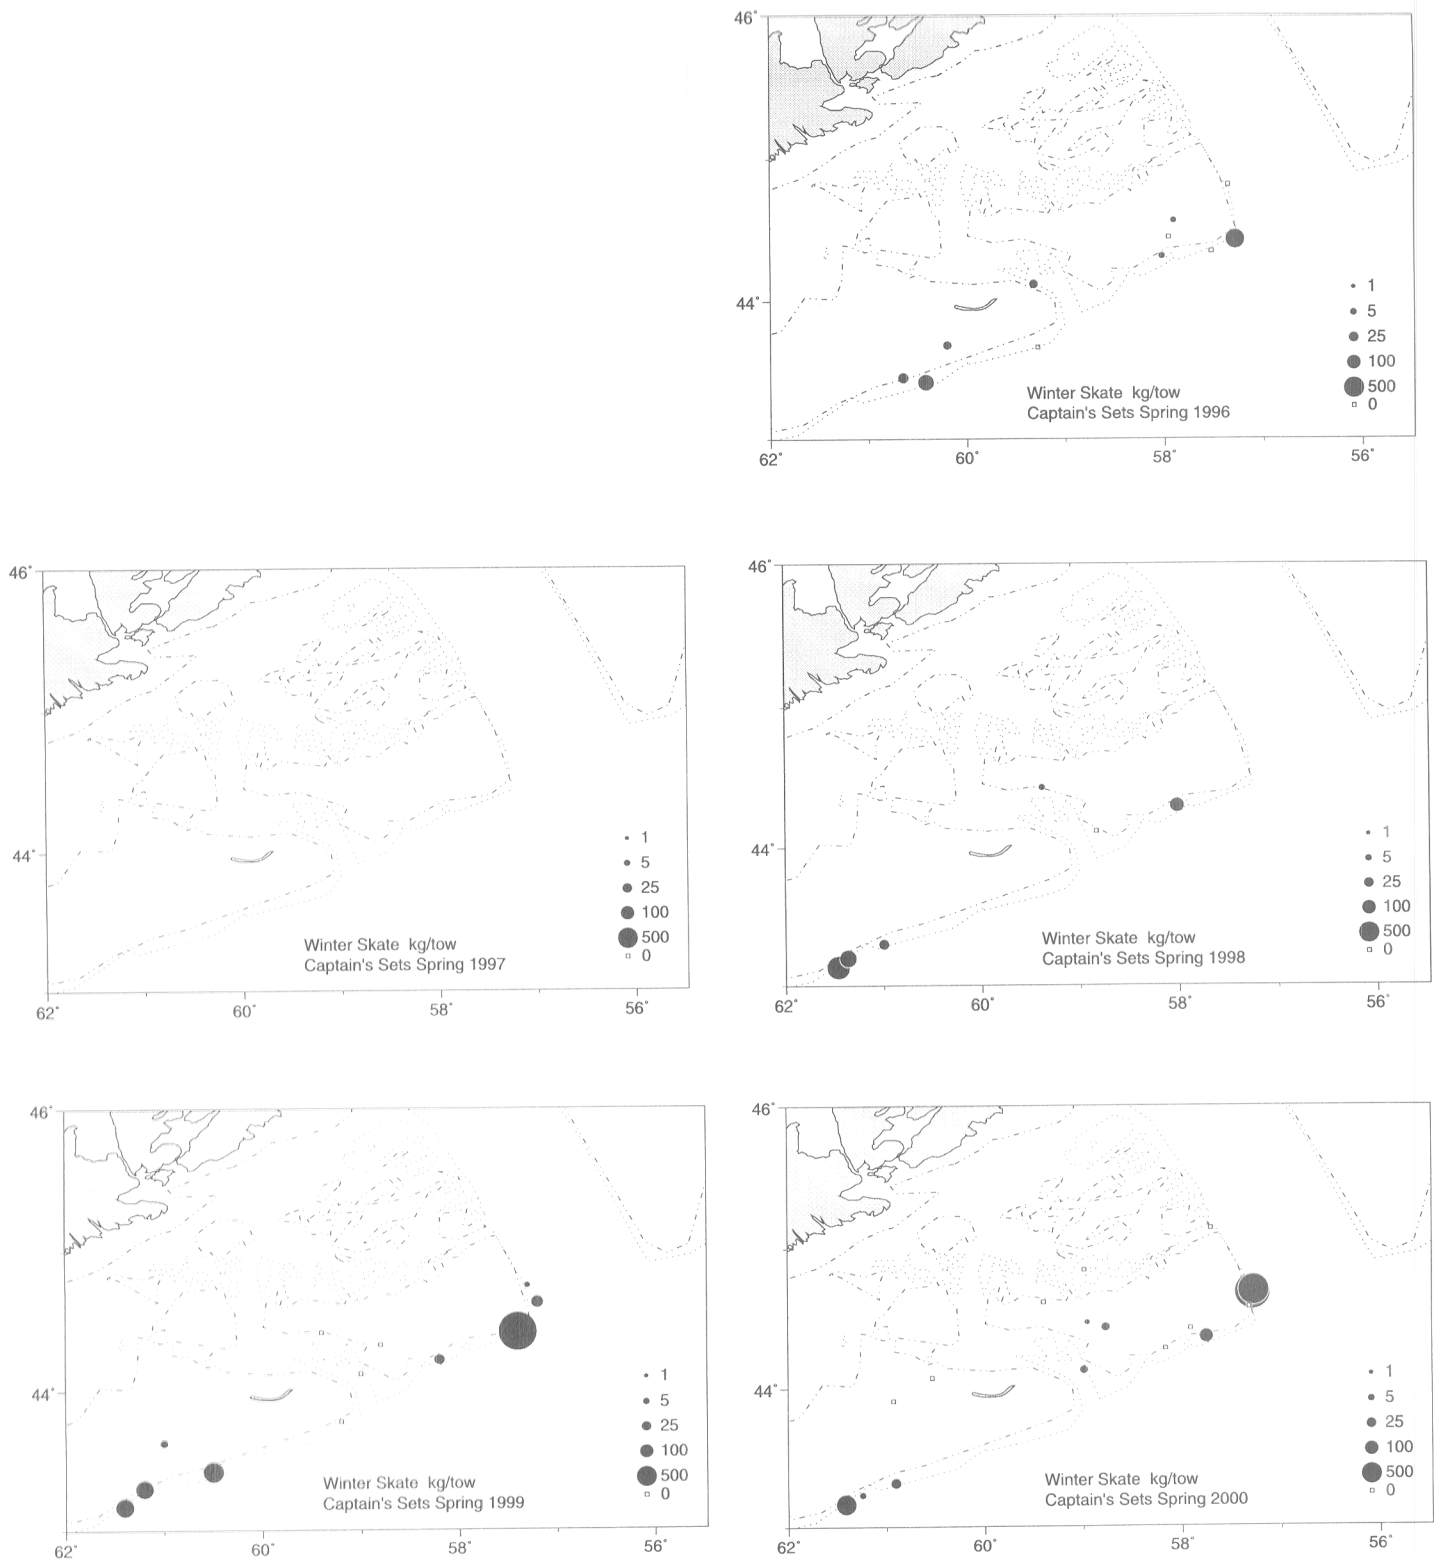 46°
44°
1
5
25
100
500
0
Winter Skate kg/tow
Captain's Sets Spring 1996
62° 60° 58° 56°
46°
44°
1
5
25
100
500
0
Winter Skate kg/tow
Captain's Sets Spring 1997
62° 60° 58° 56°
46°
44°
1
5
25
100
500
0
Winter Skate kg/tow
Captain's Sets Spring 1998
62° 60° 58° 56°
46°
44°
1
5
25
100
500
0
Winter Skate kg/tow
Captain's Sets Spring 1999
62° 60° 58° 56°
46°
44°
1
5
25
100
500
0
Winter Skate kg/tow
Captain's Sets Spring 2000
62° 60° 58° 56°